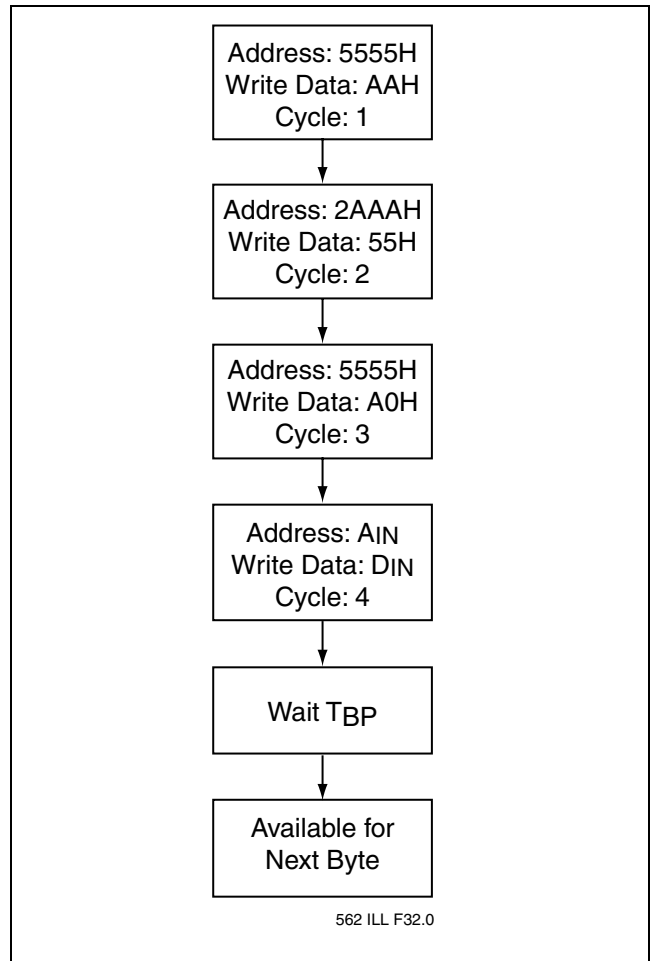 Address: 5555H
Write Data: AAH
Cycle: 1
Address: 2AAAH
Write Data: 55H
Cycle: 2
Address: 5555H
Write Data: A0H
Cycle: 3
Address: AIN
Write Data: DIN
Cycle: 4
Wait TBP
Available for
Next Byte
562 ILL F32.0